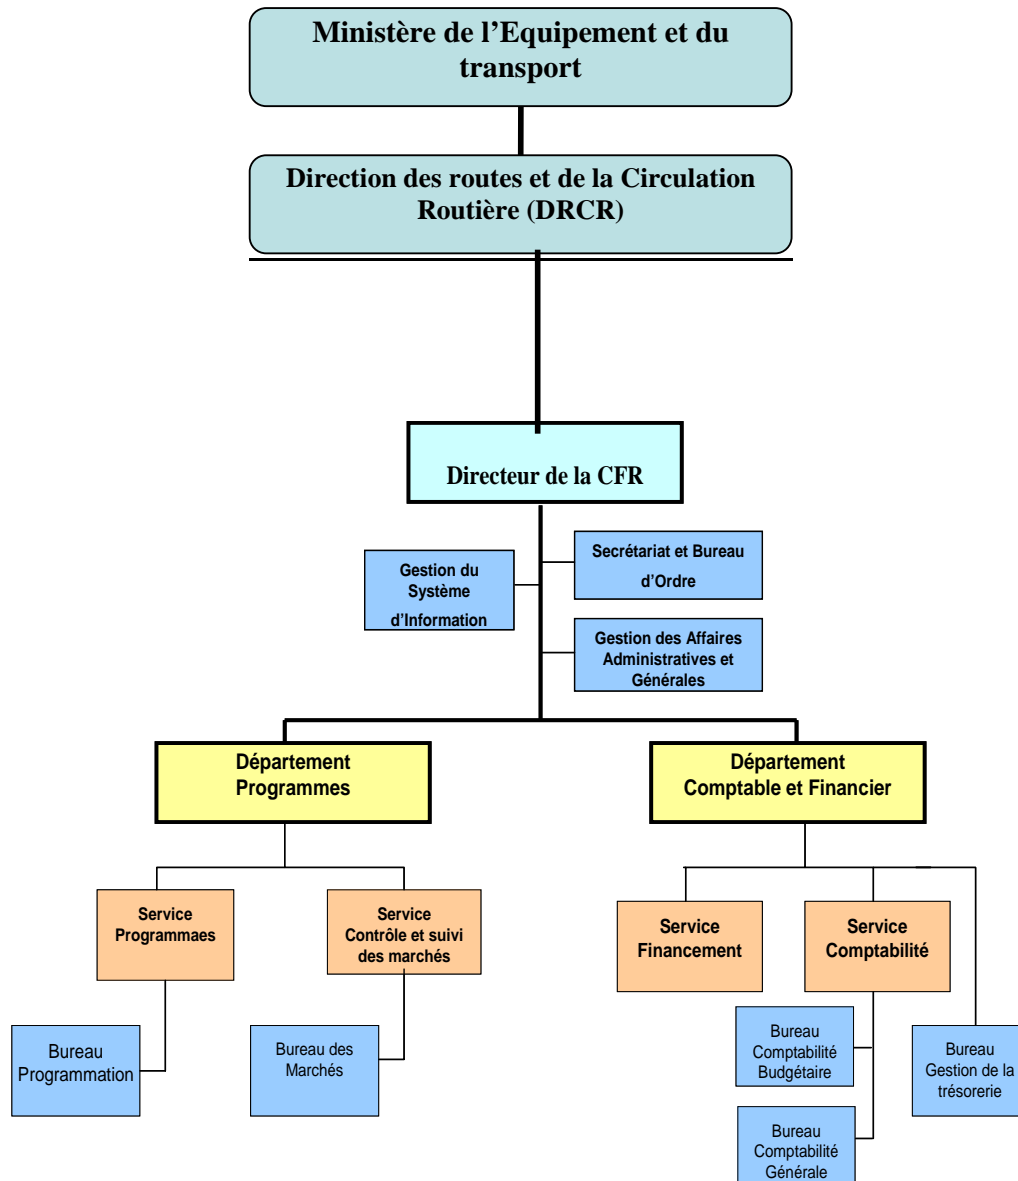 Ministère de l’Equipement et du
transport
Direction des routes et de la Circulation
Routière (DRCR)
Directeur de la CFR
Secrétariat et Bureau
d’Ordre
Gestion du
Système
d’Information
Gestion des Affaires
Administratives et
Générales
Département
Programmes
Département
Comptable et Financier
Service
Programmaes
Service
Contrôle et suivi
des marchés
Service
Financement
Service
Comptabilité
Bureau
Programmation
Bureau des
Marchés
Bureau
Comptabilité
Budgétaire
Bureau
Gestion de la
trésorerie
Bureau
Comptabilité
Générale